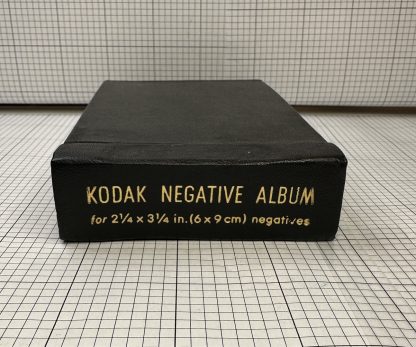 KODAK NEGATIVE ALBUM
for 2¼ x 3¼ in. (6 x 9 cm) negatives